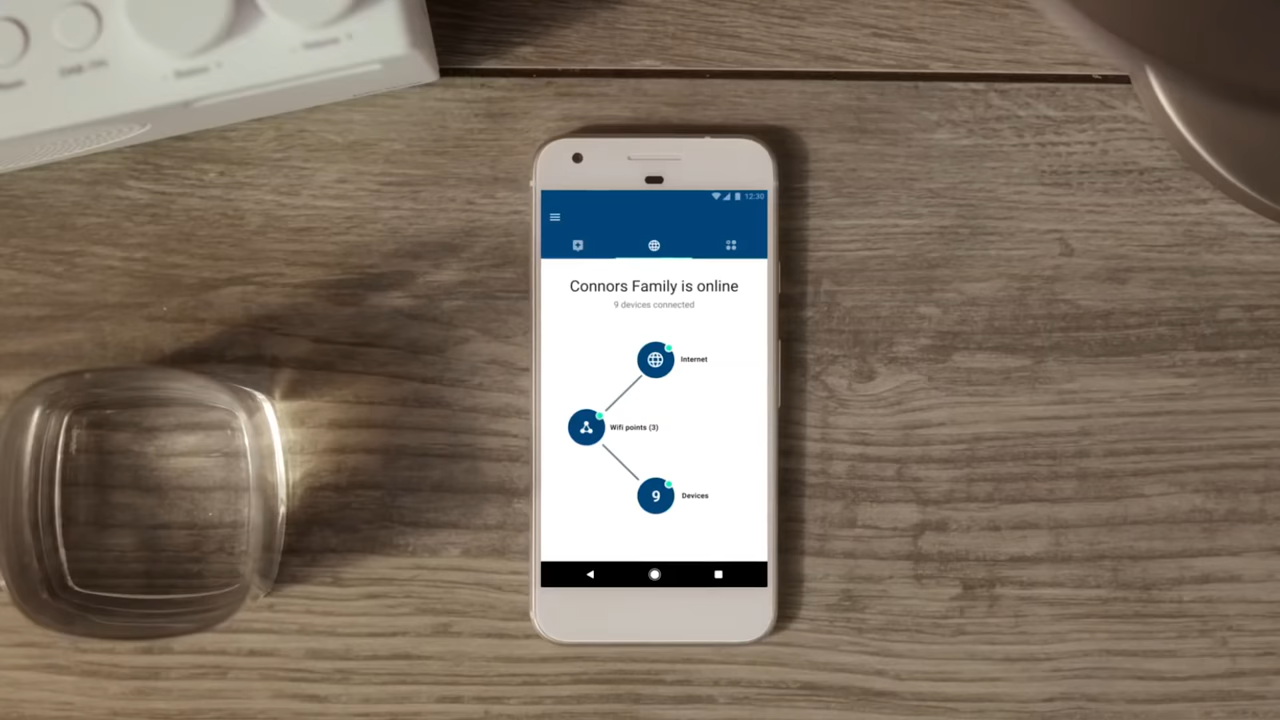 12:30
Connors Family is online
9 devices connected
Internet
Wifi points (3)
9
Devices